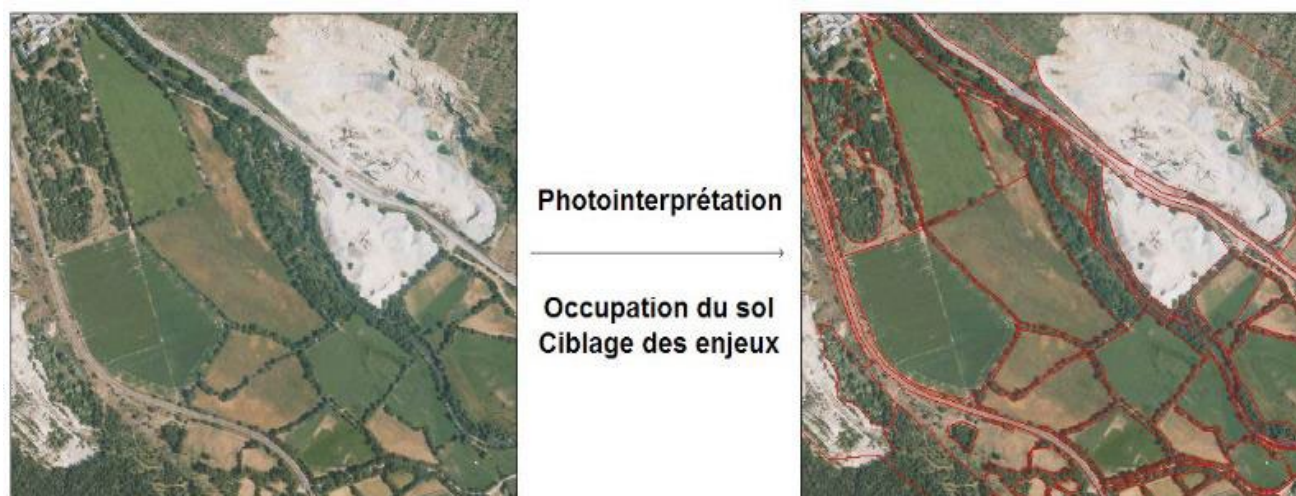 Photointerprétation
Occupation du sol
Ciblage des enjeux